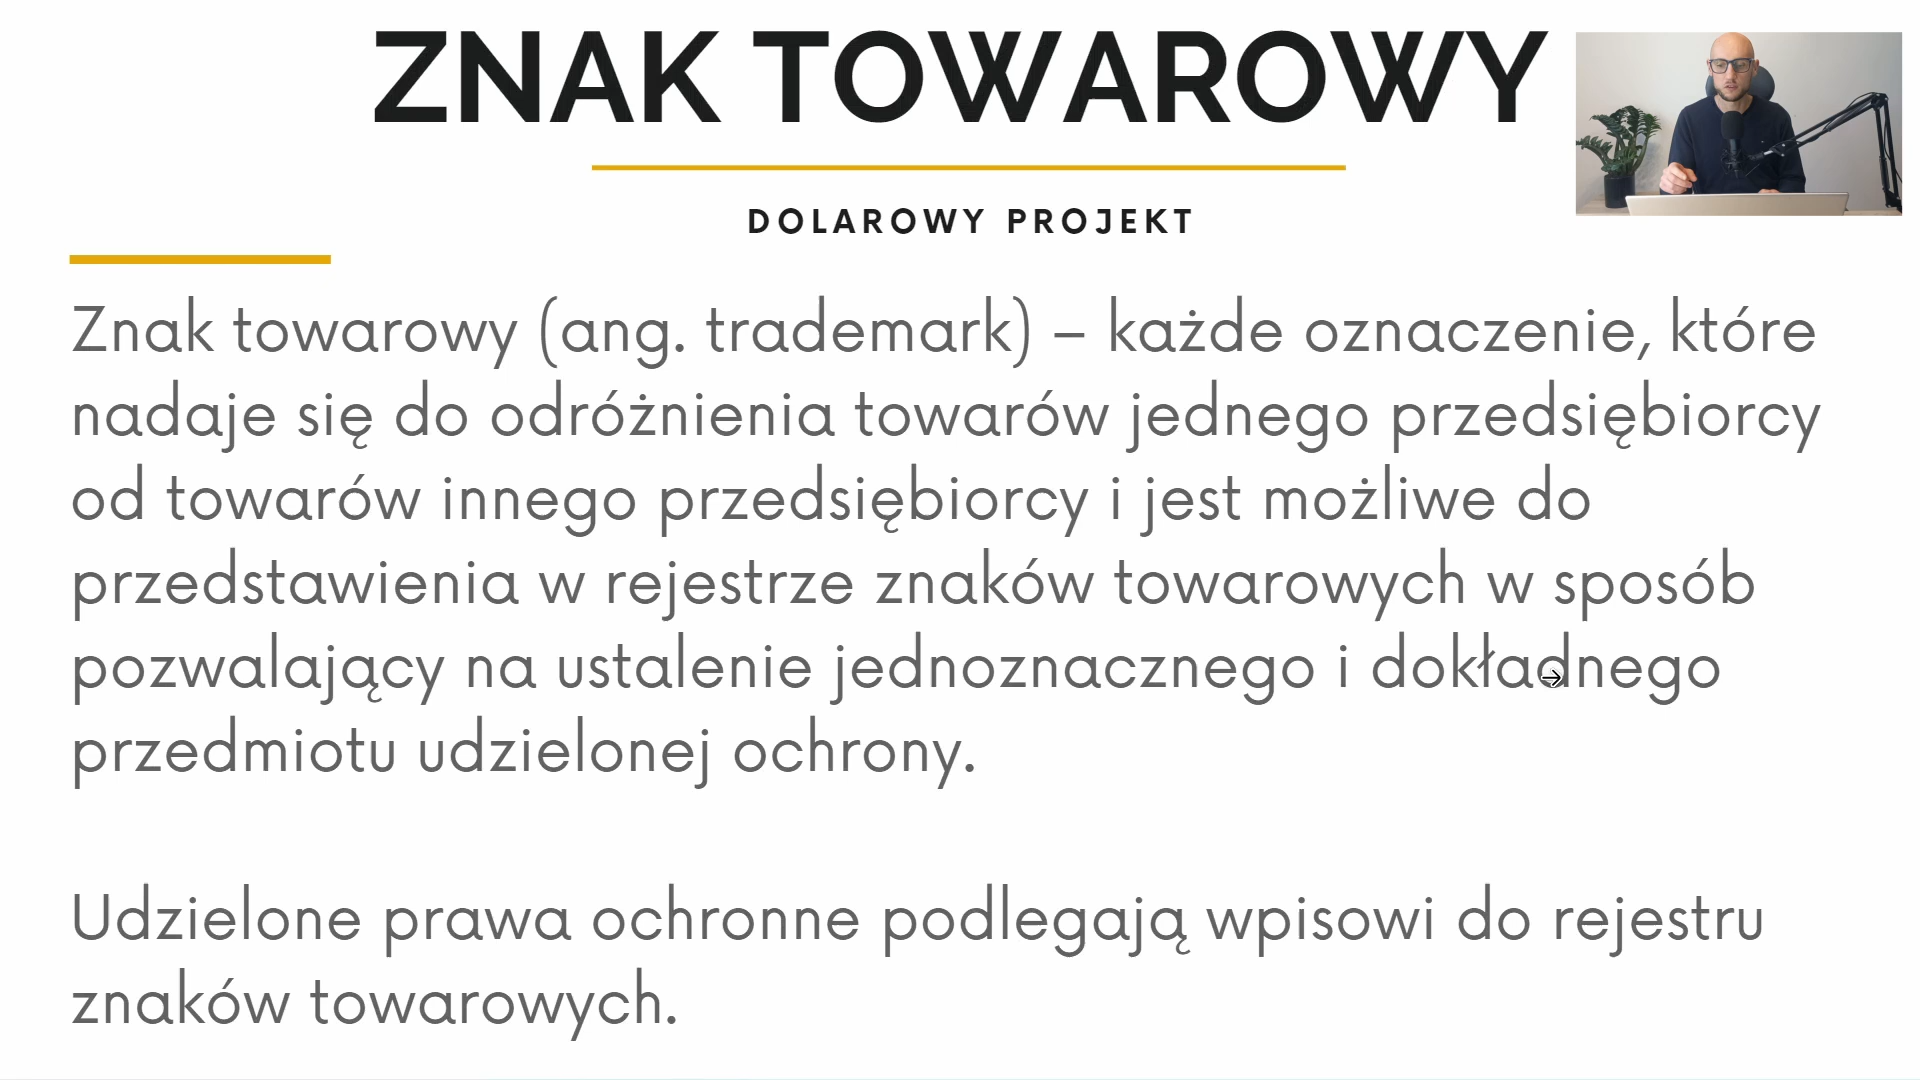 ZNAK TOWAROWY
DOLAROWY PROJEKT
Znak towarowy (ang. trademark) – każde oznaczenie, które
nadaje się do odróżnienia towarów jednego przedsiębiorcy
od towarów innego przedsiębiorcy i jest możliwe do
przedstawienia w rejestrze znaków towarowych w sposób
pozwalający na ustalenie jednoznacznego i dokładnego
przedmiotu udzielonej ochrony.
Udzielone prawa ochronne podlegają wpisowi do rejestru
znaków towarowych.